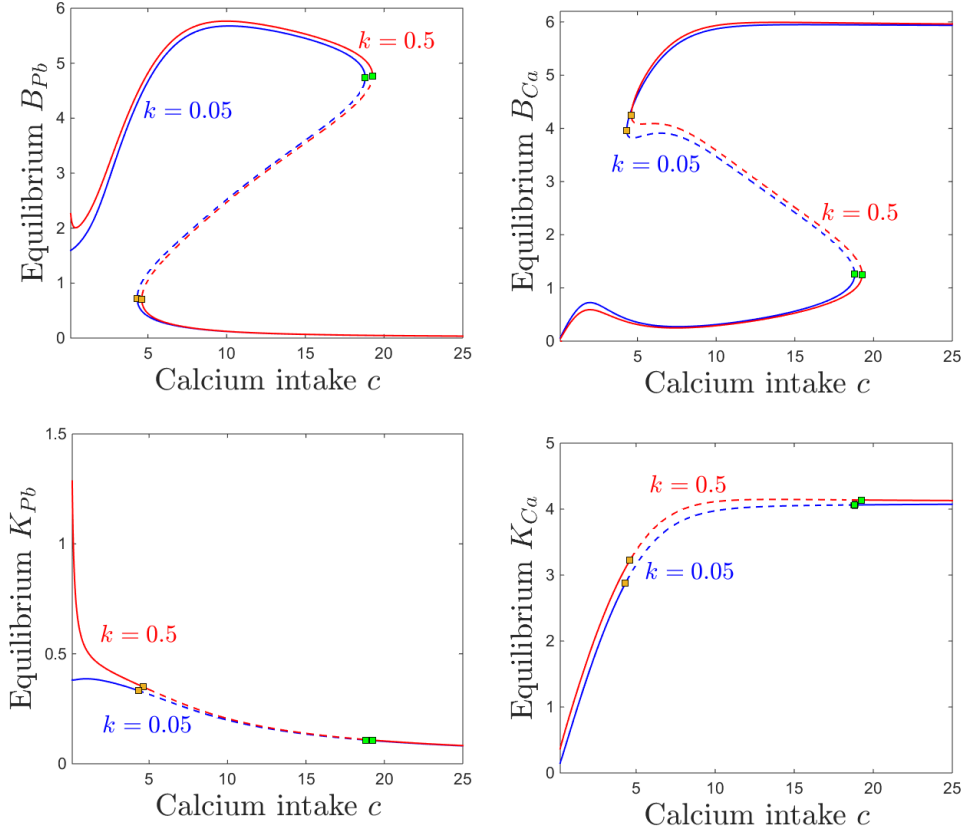 Equilibrium B_{Pb}
6
5
4
3
2
1
0
k = 0.5
k = 0.05
5 10 15 20 25
Calcium intake c
Equilibrium B_{Ca}
6
5
4
3
2
1
0
k = 0.05
k = 0.5
5 10 15 20 25
Calcium intake c
Equilibrium K_{Pb}
1.5
1
0.5
0
k = 0.5
k = 0.05
5 10 15 20 25
Calcium intake c
Equilibrium K_{Ca}
5
4
3
2
1
0
k = 0.5
k = 0.05
5 10 15 20 25
Calcium intake c